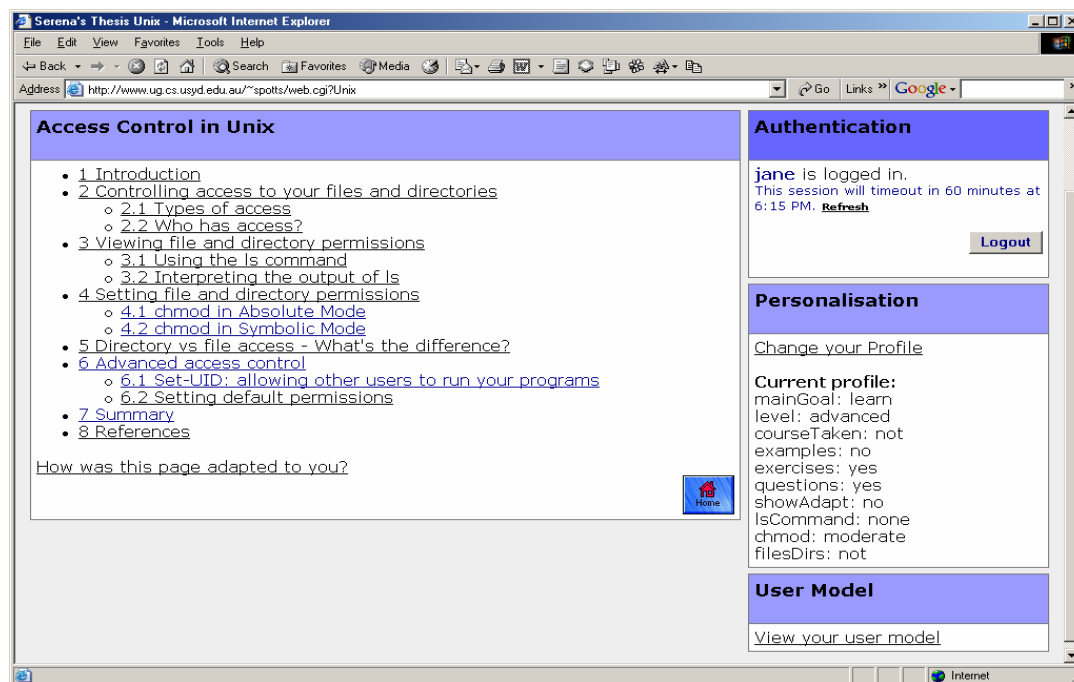 Serena's Thesis Unix - Microsoft Internet Explorer
File Edit View Favorites Tools Help
Back Search Favorites Media
Address http://www.ug.cs.usyd.edu.au/~spotts/web.cgi?Unix Go Links » Google
Access Control in Unix
1 Introduction
2 Controlling access to your files and directories
2.1 Types of access
2.2 Who has access?
3 Viewing file and directory permissions
3.1 Using the ls command
3.2 Interpreting the output of ls
4 Setting file and directory permissions
4.1 chmod in Absolute Mode
4.2 chmod in Symbolic Mode
5 Directory vs file access - What's the difference?
6 Advanced access control
6.1 Set-UID: allowing other users to run your programs
6.2 Setting default permissions
7 Summary
8 References
How was this page adapted to you?
Home
Authentication
jane is logged in.
This session will timeout in 60 minutes at
6:15 PM. Refresh
Logout
Personalisation
Change your Profile
Current profile:
mainGoal: learn
level: advanced
courseTaken: not
examples: no
exercises: yes
questions: yes
showAdapt: no
lsCommand: none
chmod: moderate
filesDirs: not
User Model
View your user model
Internet